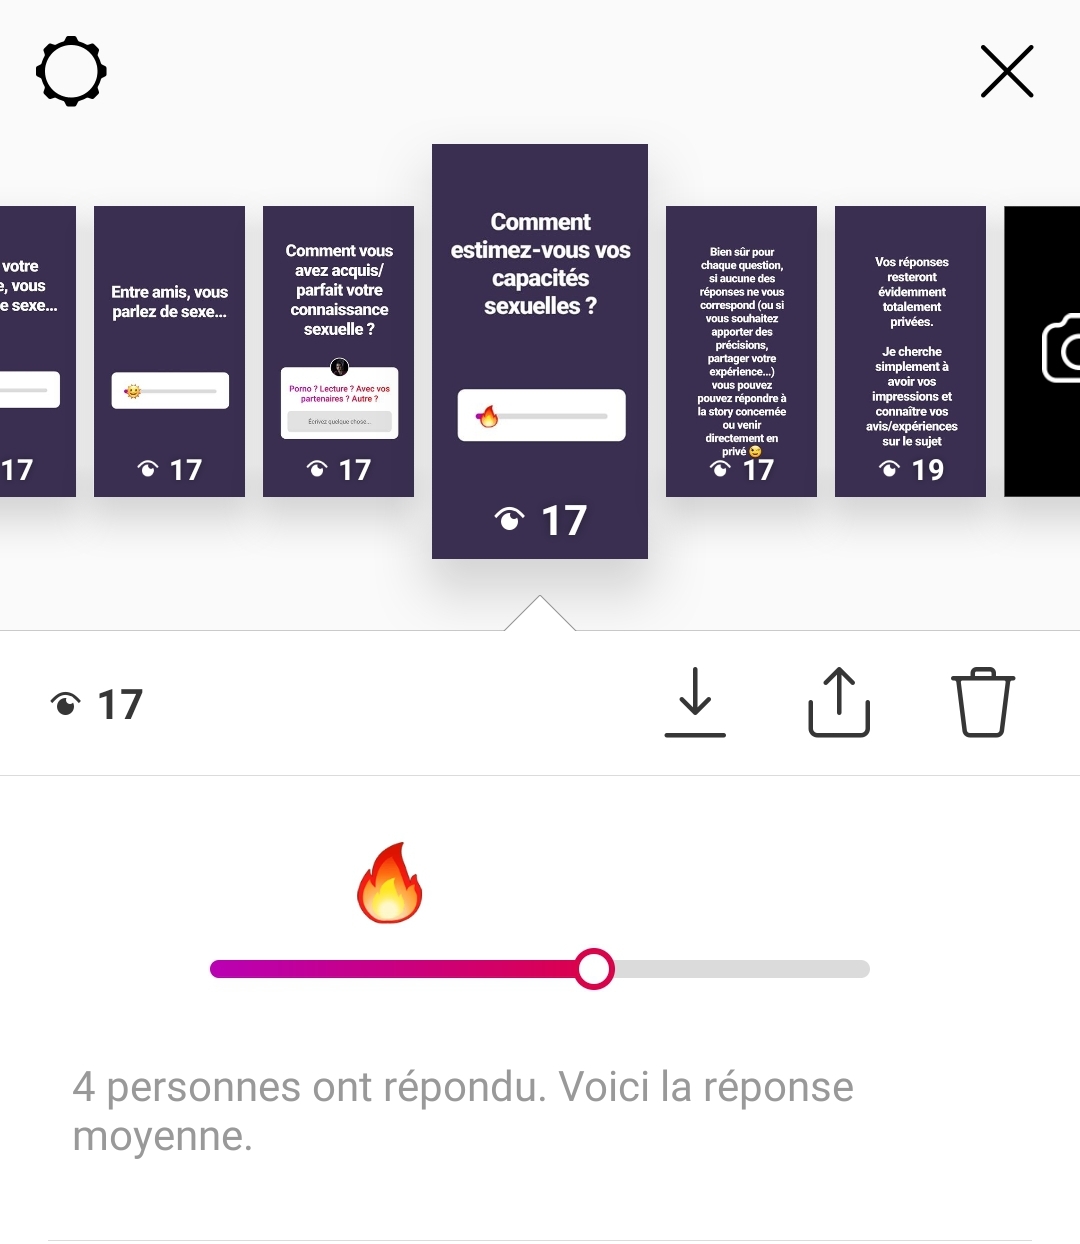 votre
e, vous
e sexe...
17
Entre amis, vous
parlez de sexe...
17
Comment vous
avez acquis/
parfait votre
connaissance
sexuelle ?
Porno ? Lecture ? Avec vos
partenaires ? Autre ?
Écrivez quelque chose...
17
Comment
estimez-vous vos
capacités
sexuelles ?
17
Bien sûr pour
chaque question,
si aucune des
réponses ne vous
correspond (ou si
vous souhaitez
apporter des
précisions,
partager votre
expérience...)
vous pouvez
pouvez répondre à
la story concernée
ou venir
directement en
privé 😉
17
Vos réponses
resteront
évidemment
totalement
privées.
Je cherche
simplement à
avoir vos
impressions et
connaître vos
avis/expériences
sur le sujet
19
17
4 personnes ont répondu. Voici la réponse
moyenne.